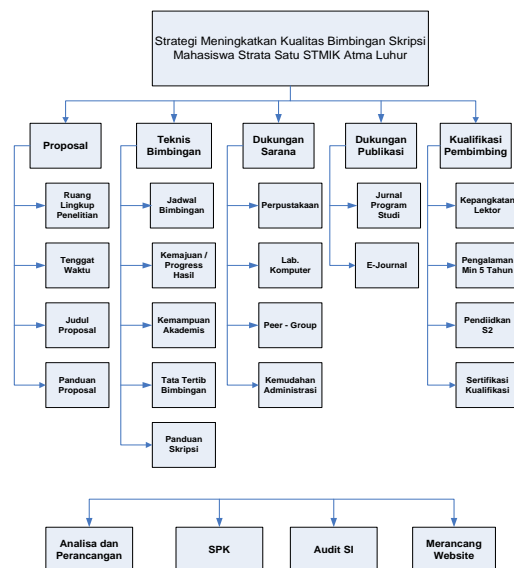 Strategi Meningkatkan Kualitas Bimbingan Skripsi
Mahasiswa Strata Satu STMIK Atma Luhur
Proposal
Teknis
Bimbingan
Dukungan
Sarana
Dukungan
Publikasi
Kualifikasi
Pembimbing
Ruang
Lingkup
Penelitian
Jadwal
Bimbingan
Perpustakaan
Jurnal
Program
Studi
Kepangkatan
Lektor
Tenggat
Waktu
Kemajuan /
Progress
Hasil
Lab.
Komputer
E-Journal
Pengalaman
Min 5 Tahun
Judul
Proposal
Kemampuan
Akademis
Peer - Group
Pendiidkan
S2
Panduan
Proposal
Tata Tertib
Bimbingan
Kemudahan
Administrasi
Sertifikasi
Kualifikasi
Panduan
Skripsi
Analisa dan
Perancangan
SPK
Audit SI
Merancang
Website